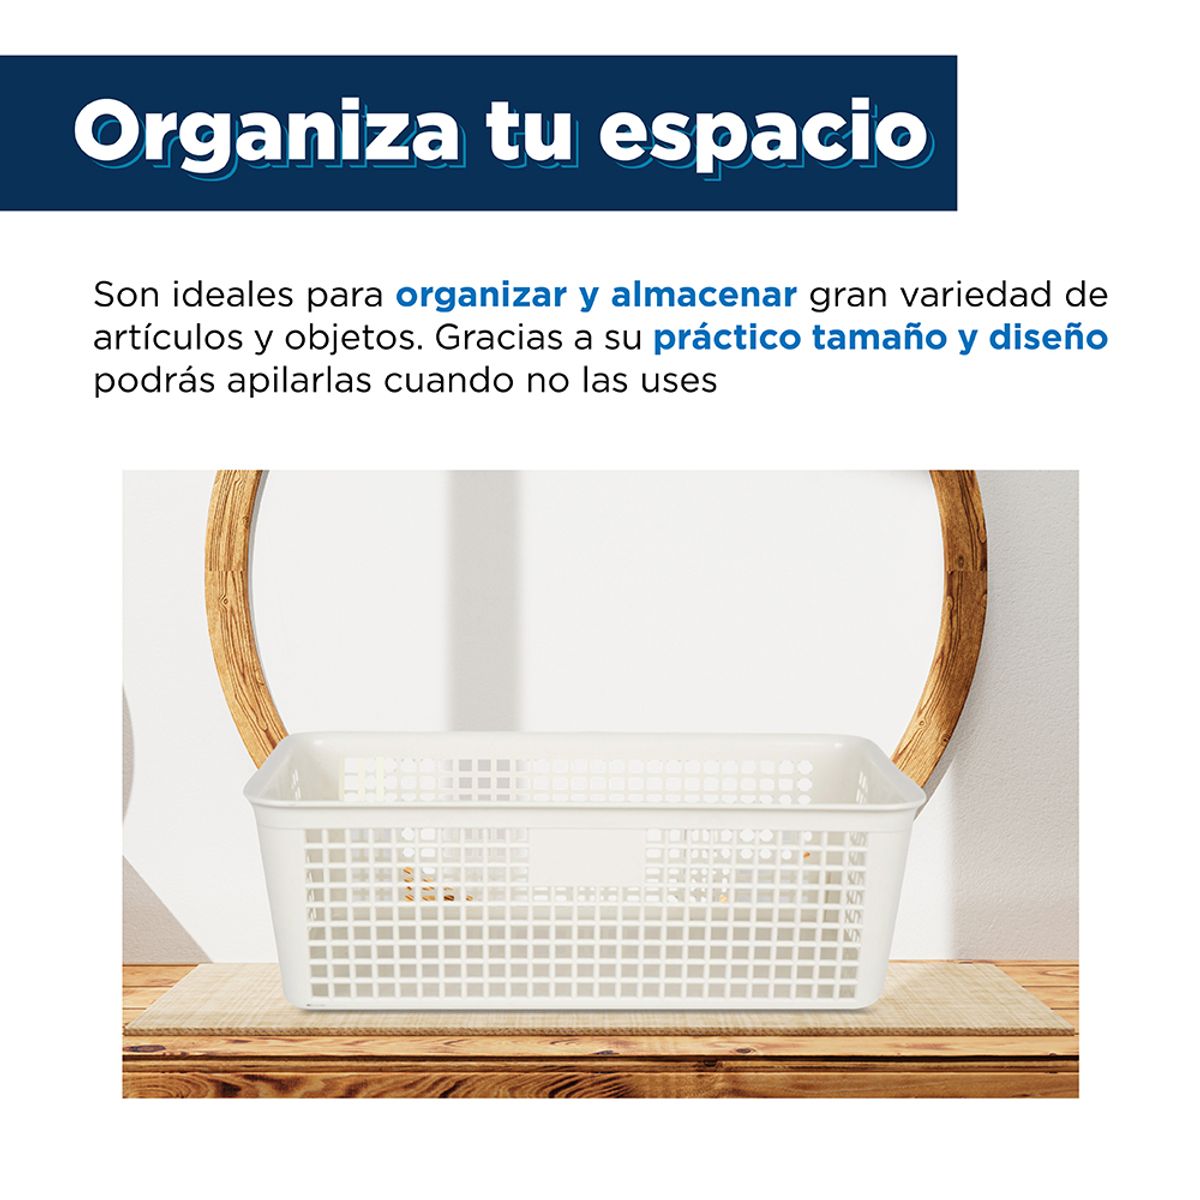 Organiza tu espacio
Son ideales para organizar y almacenar gran variedad de
artículos y objetos. Gracias a su práctico tamaño y diseño
podrás apilarlas cuando no las uses